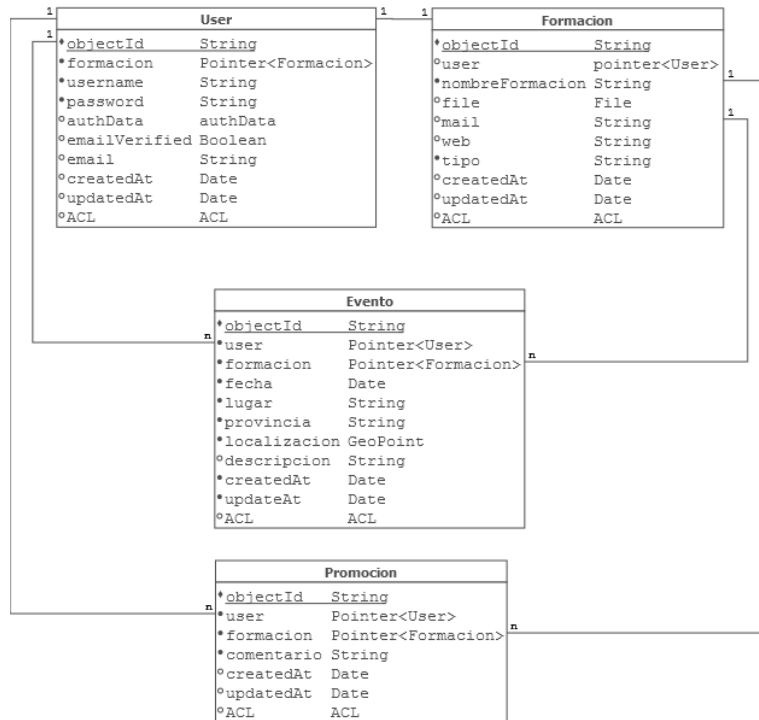 User
objectId String
formacion Pointer<Formacion>
username String
password String
authData authData
emailVerified Boolean
email String
createdAt Date
updatedAt Date
ACL ACL
1
1
1
1
Formacion
objectId String
user pointer<User>
nombreFormacion String
file File
mail String
web String
tipo String
createdAt Date
updatedAt Date
ACL ACL
1
1
Evento
objectId String
user Pointer<User>
formacion Pointer<Formacion>
fecha Date
lugar String
provincia String
localizacion GeoPoint
descripcion String
createdAt Date
updateAt Date
ACL ACL
n
n
Promocion
objectId String
user Pointer<User>
formacion Pointer<Formacion>
comentario String
createdAt Date
updatedAt Date
ACL ACL
n
n